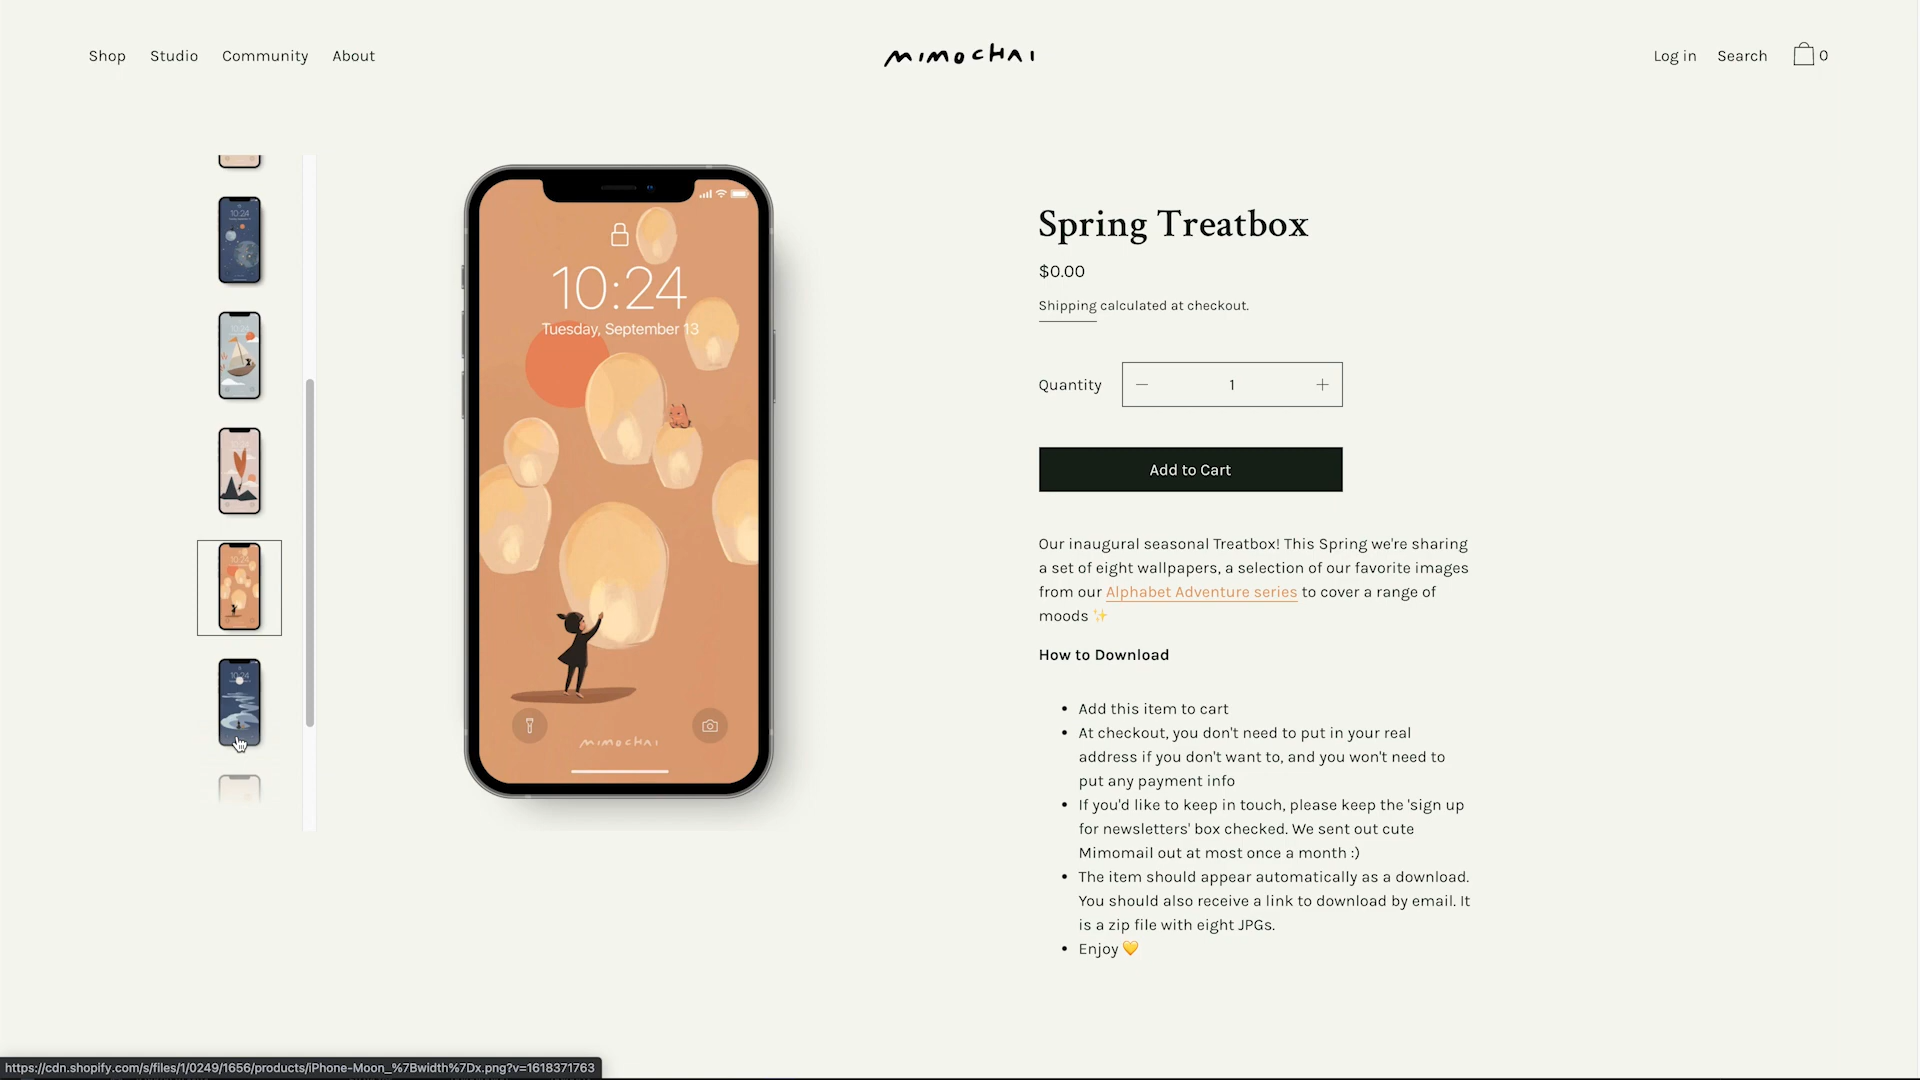 Shop Studio Community About
mimochai
Log in Search 0
10:24
Tuesday, September 13
mimochai
Spring Treatbox
$0.00
Shipping calculated at checkout.
Quantity 1
Add to Cart
Our inaugural seasonal Treatbox! This Spring we're sharing
a set of eight wallpapers, a selection of our favorite images
from our Alphabet Adventure series to cover a range of
moods ✨
How to Download
• Add this item to cart
• At checkout, you don't need to put in your real
address if you don't want to, and you won't need to
put any payment info
• If you'd like to keep in touch, please keep the 'sign up
for newsletters' box checked. We sent out cute
Mimomail out at most once a month :)
• The item should appear automatically as a download.
You should also receive a link to download by email. It
is a zip file with eight JPGs.
• Enjoy 💛
https://cdn.shopify.com/s/files/1/0249/1656/products/iPhone-Moon_%7Bwidth%7Dx.png?v=1618371763